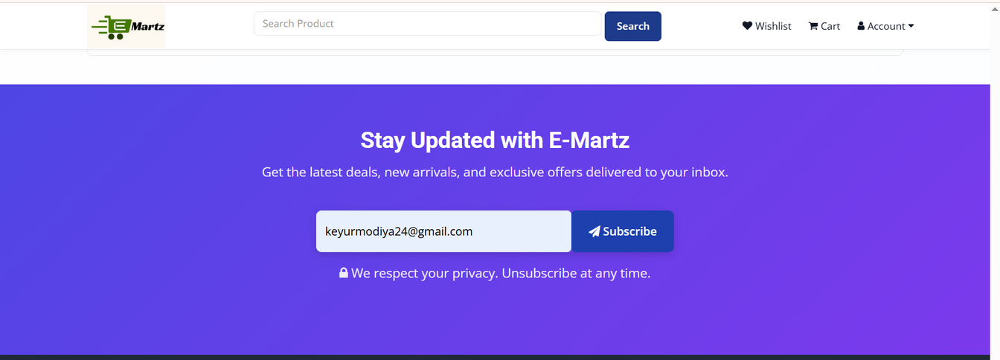 E Martz
Search Product
Search
Wishlist
Cart
Account
Stay Updated with E-Martz
Get the latest deals, new arrivals, and exclusive offers delivered to your inbox.
keyurmodiya24@gmail.com
Subscribe
We respect your privacy. Unsubscribe at any time.